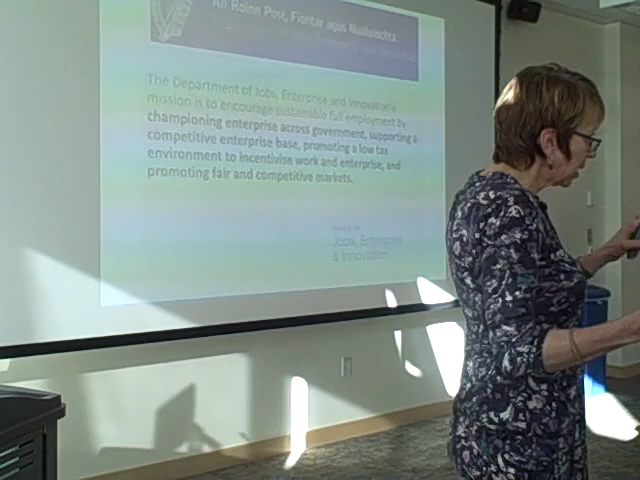 An Roinn Post, Fiontar agus Nuálaíochta
The Department of Jobs, Enterprise and Innovation's
mission is to encourage sustainable full employment by
championing enterprise across government, supporting a
competitive enterprise base, promoting a low tax
environment to incentivise work and enterprise, and
promoting fair and competitive markets.
Jobs, Enterprise
& Innovation